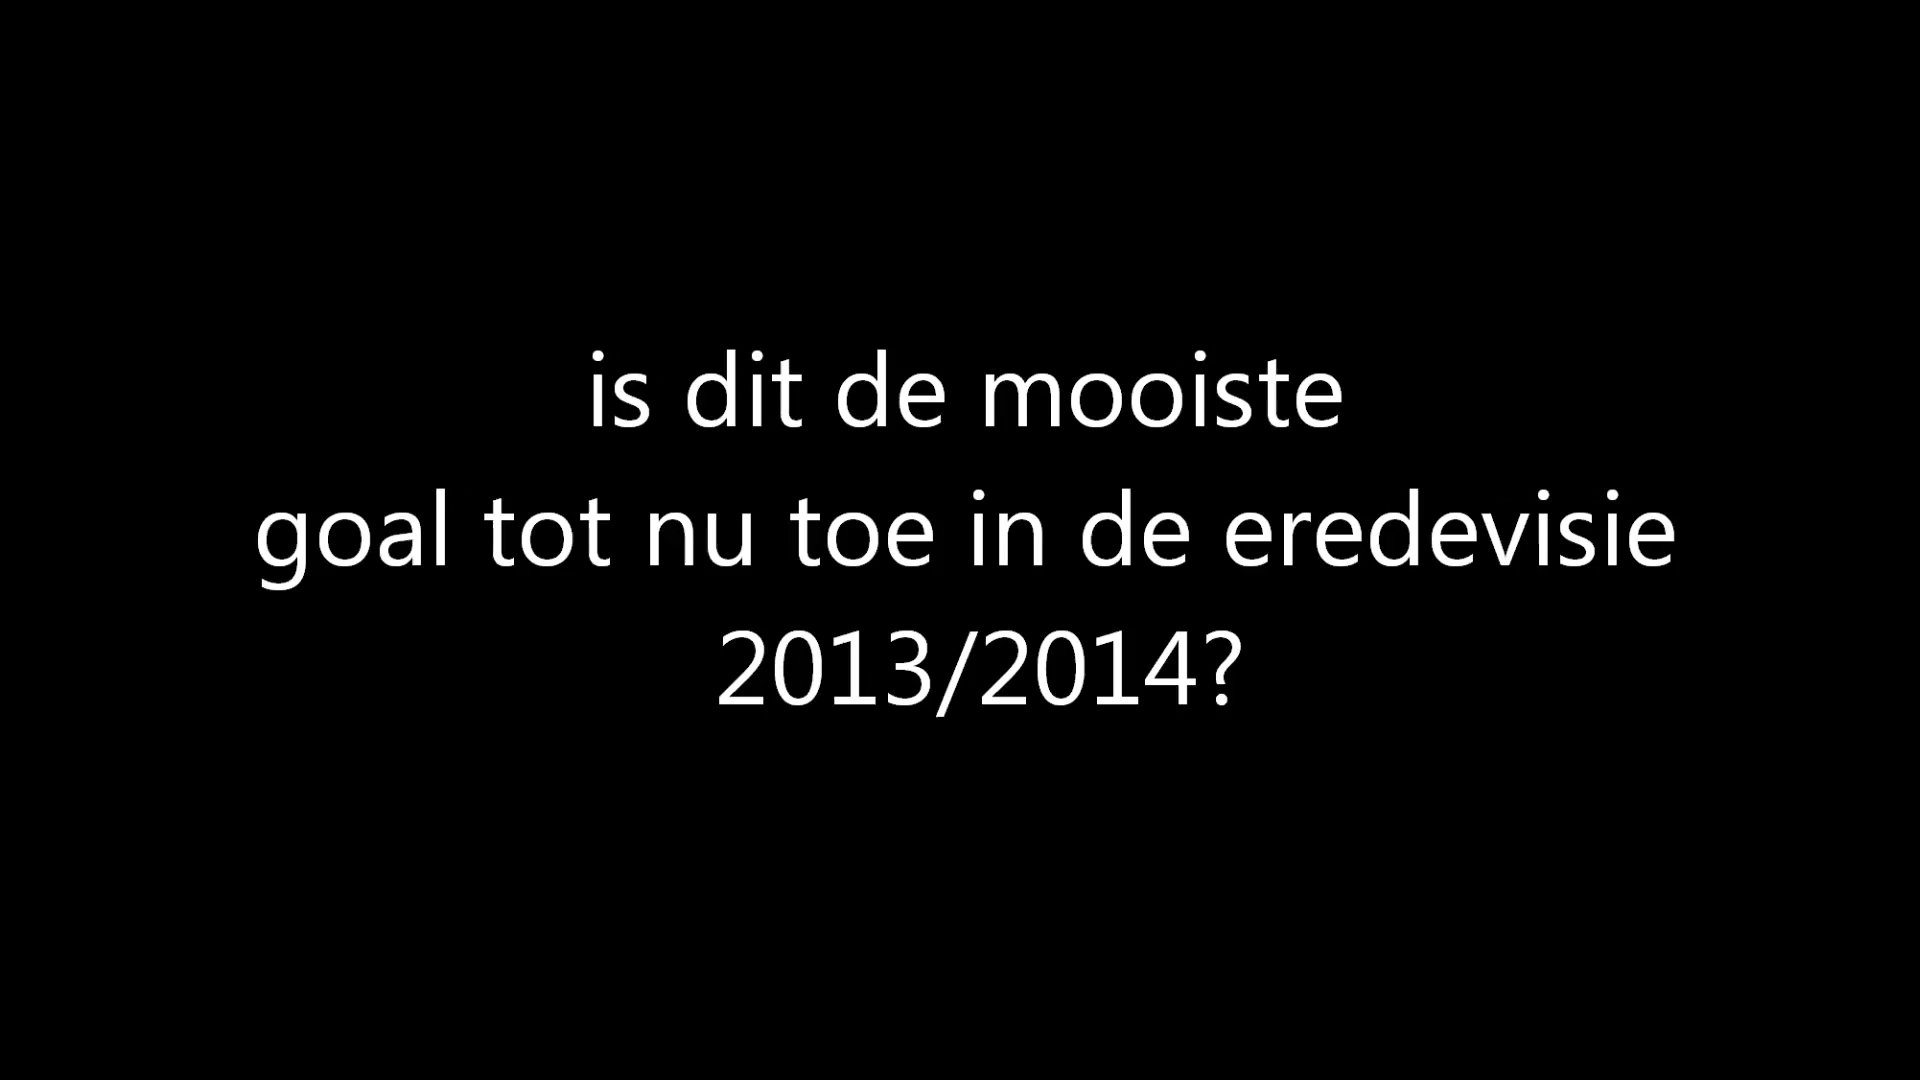 is dit de mooiste
goal tot nu toe in de eredevisie
2013/2014?